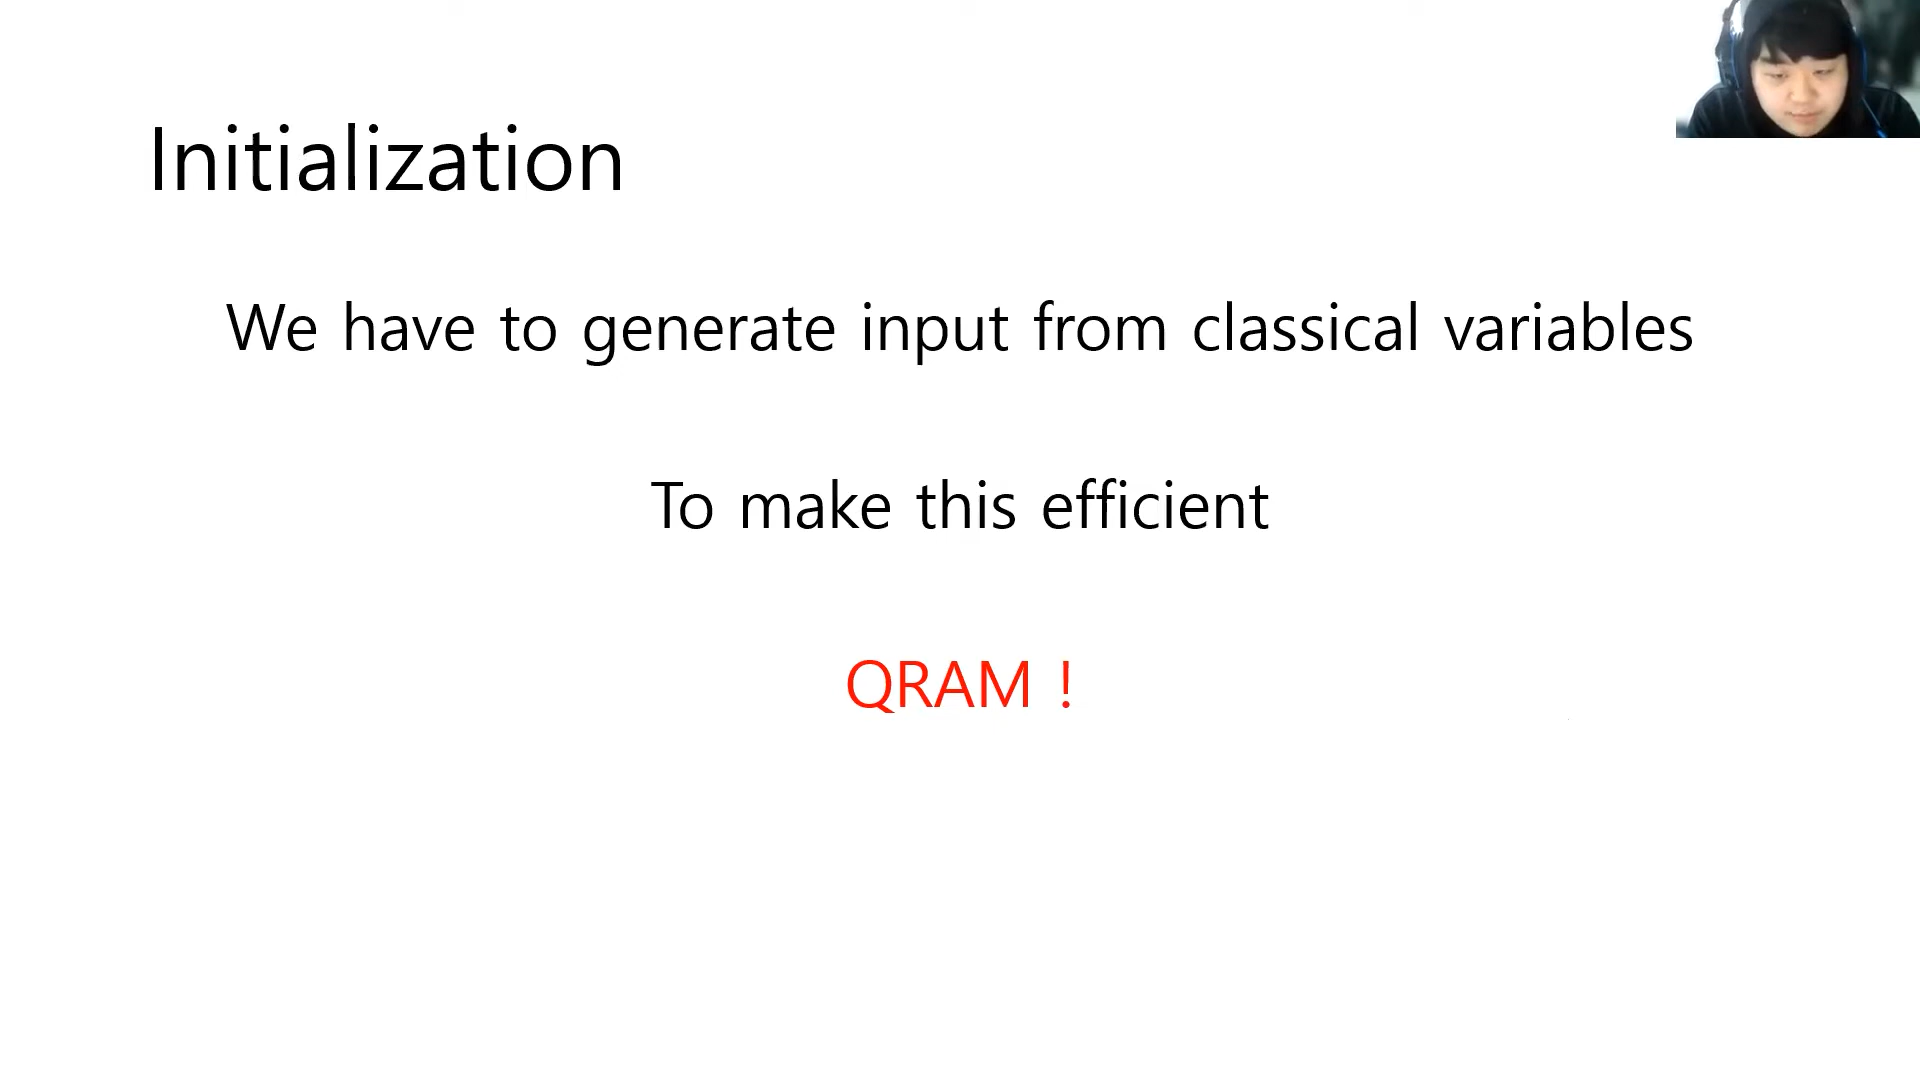 Initialization
We have to generate input from classical variables
To make this efficient
QRAM !